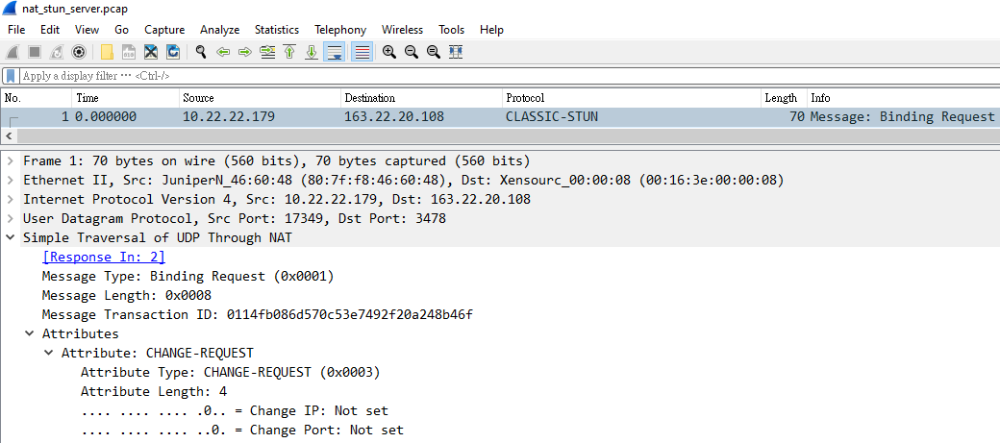 nat_stun_server.pcap
File Edit View Go Capture Analyze Statistics Telephony Wireless Tools Help
Apply a display filter ⋯ <Ctrl-/>
No. Time Source Destination Protocol Length Info
1 0.000000 10.22.22.179 163.22.20.108 CLASSIC-STUN 70 Message: Binding Request
Frame 1: 70 bytes on wire (560 bits), 70 bytes captured (560 bits)
Ethernet II, Src: JuniperN_46:60:48 (80:7f:f8:46:60:48), Dst: Xensourc_00:00:08 (00:16:3e:00:00:08)
Internet Protocol Version 4, Src: 10.22.22.179, Dst: 163.22.20.108
User Datagram Protocol, Src Port: 17349, Dst Port: 3478
Simple Traversal of UDP Through NAT
[Response In: 2]
Message Type: Binding Request (0x0001)
Message Length: 0x0008
Message Transaction ID: 0114fb086d570c53e7492f20a248b46f
Attributes
Attribute: CHANGE-REQUEST
Attribute Type: CHANGE-REQUEST (0x0003)
Attribute Length: 4
.... .... .... .0.. = Change IP: Not set
.... .... .... ..0. = Change Port: Not set